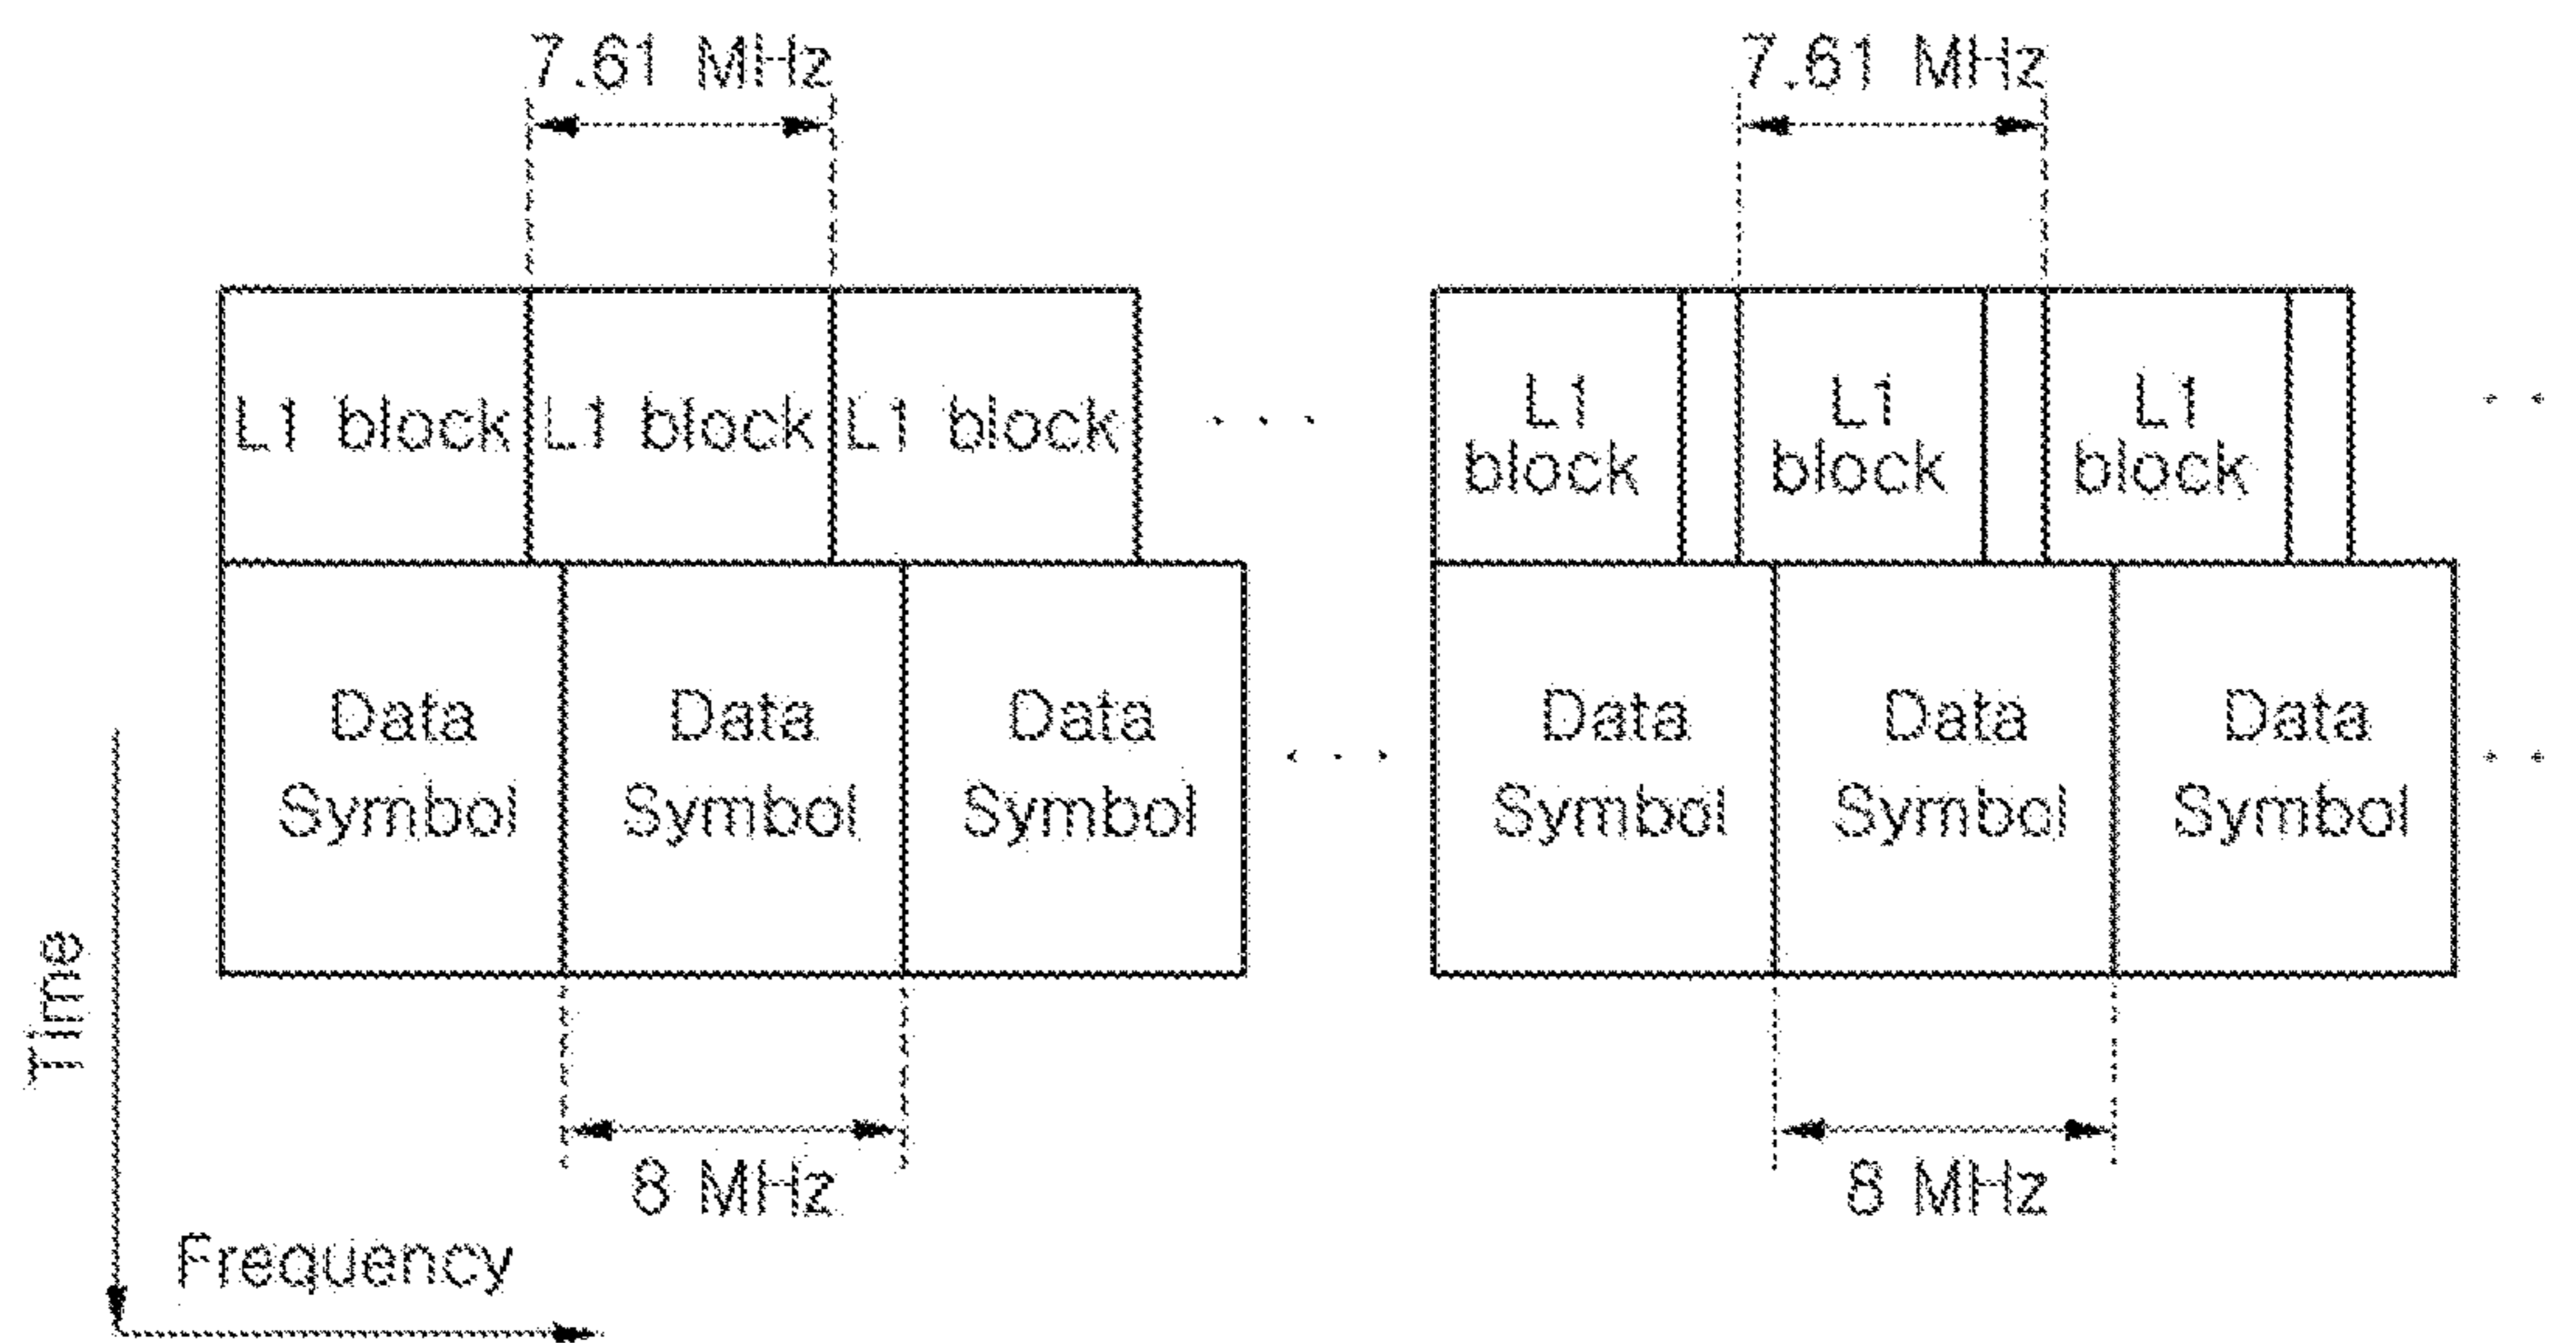 7.61 MHz
7.61 MHz
L1 block
L1 block
L1 block
. . .
L1
block
L1
block
L1
block
. .
Data
Symbol
Data
Symbol
Data
Symbol
. . .
Data
Symbol
Data
Symbol
Data
Symbol
. .
8 MHz
8 MHz
Time
Frequency